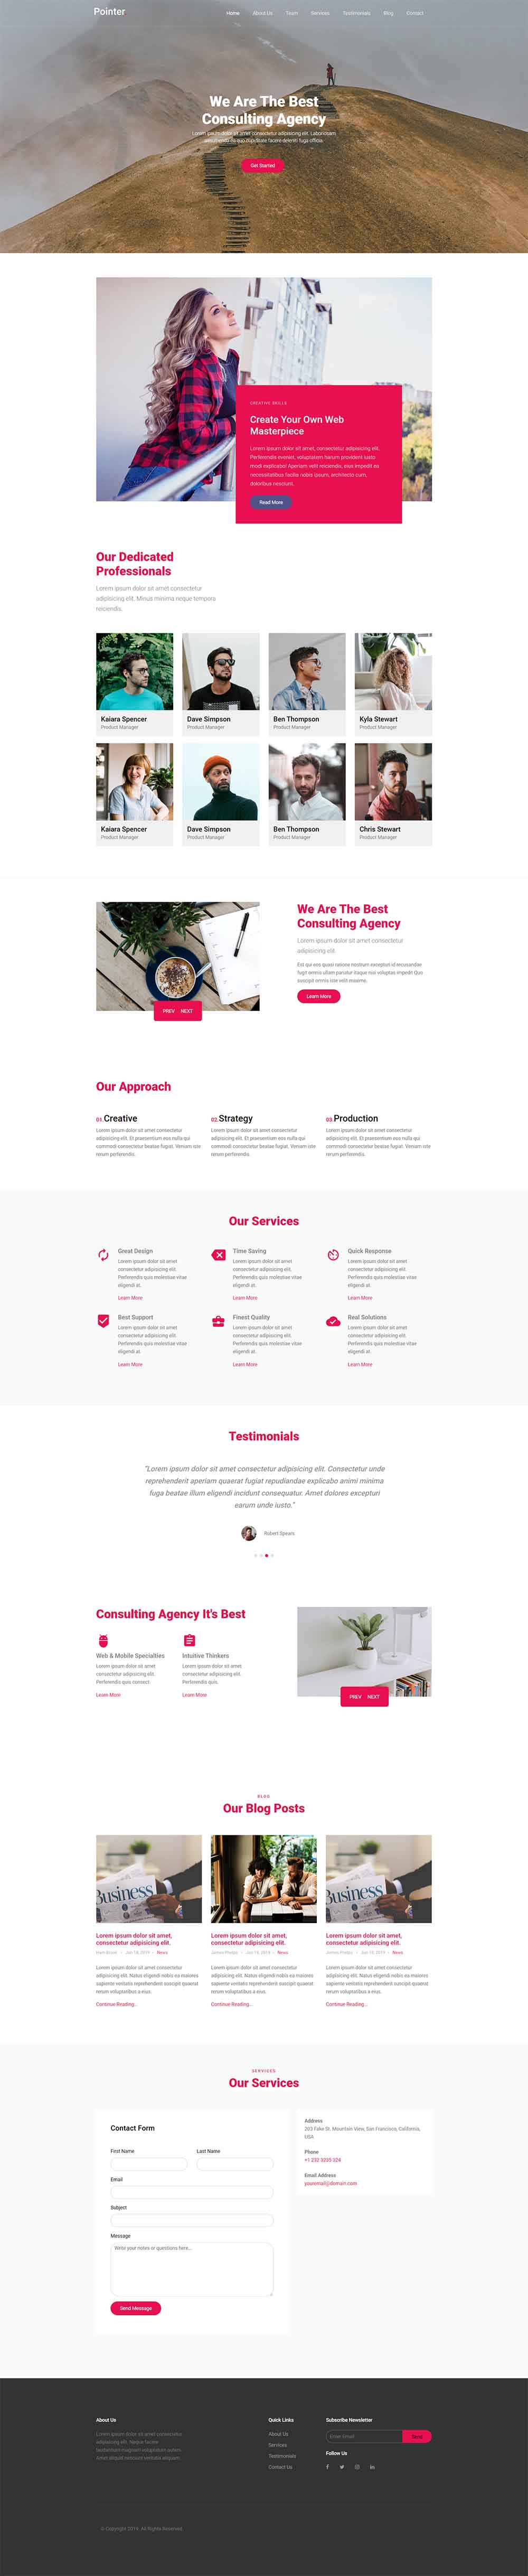 Pointer
Home About Us Team Services Testimonials Blog Contact
We Are The Best
Consulting Agency
Lorem ipsum dolor sit amet consectetur adipisicing elit. Laboriosam
assumenda ea quo cupiditate facere deleniti fuga officia.
Get Started
CREATIVE SKILLS
Create Your Own Web
Masterpiece
Lorem ipsum dolor sit amet, consectetur adipisicing elit.
Perferendis eveniet, voluptatem harum provident iusto
modi explicabo! Aperiam velit reiciendis, eius impedit ea
necessitatibus facilis nobis ipsum, architecto cum,
doloribus nesciunt.
Read More
Our Dedicated
Professionals
Lorem ipsum dolor sit amet consectetur
adipisicing elit. Minus minima neque tempora
reiciendis.
Kaiara Spencer
Product Manager
Dave Simpson
Product Manager
Ben Thompson
Product Manager
Kyla Stewart
Product Manager
Kaiara Spencer
Product Manager
Dave Simpson
Product Manager
Ben Thompson
Product Manager
Chris Stewart
Product Manager
We Are The Best
Consulting Agency
Lorem ipsum dolor sit amet consectetur
adipisicing elit.
Est qui eos quasi ratione nostrum excepturi id recusandae
fugit omnis ullam pariatur itaque nisi voluptas impedit Quo
suscipit omnis iste velit maxime.
Learn More
PREV NEXT
Our Approach
01. Creative
Lorem ipsum dolor sit amet consectetur
adipisicing elit. Et praesentium eos nulla qui
commodi consectetur beatae fugiat. Veniam iste
rerum perferendis.
02. Strategy
Lorem ipsum dolor sit amet consectetur
adipisicing elit. Et praesentium eos nulla qui
commodi consectetur beatae fugiat. Veniam iste
rerum perferendis.
03. Production
Lorem ipsum dolor sit amet consectetur
adipisicing elit. Et praesentium eos nulla qui
commodi consectetur beatae fugiat. Veniam iste
rerum perferendis.
Our Services
Great Design
Lorem ipsum dolor sit amet
consectetur adipisicing elit.
Perferendis quis molestiae vitae
eligendi at.
Learn More
Time Saving
Lorem ipsum dolor sit amet
consectetur adipisicing elit.
Perferendis quis molestiae vitae
eligendi at.
Learn More
Quick Response
Lorem ipsum dolor sit amet
consectetur adipisicing elit.
Perferendis quis molestiae vitae
eligendi at.
Learn More
Best Support
Lorem ipsum dolor sit amet
consectetur adipisicing elit.
Perferendis quis molestiae vitae
eligendi at.
Learn More
Finest Quality
Lorem ipsum dolor sit amet
consectetur adipisicing elit.
Perferendis quis molestiae vitae
eligendi at.
Learn More
Real Solutions
Lorem ipsum dolor sit amet
consectetur adipisicing elit.
Perferendis quis molestiae vitae
eligendi at.
Learn More
Testimonials
"Lorem ipsum dolor sit amet consectetur adipisicing elit. Consectetur unde
reprehenderit aperiam quaerat fugiat repudiandae explicabo animi minima
fuga beatae illum eligendi incidunt consequatur. Amet dolores excepturi
earum unde iusto."
Robert Spears
Consulting Agency It's Best
Web & Mobile Specialties
Lorem ipsum dolor sit amet
consectetur adipisicing elit.
Perferendis quis consect.
Learn More
Intuitive Thinkers
Lorem ipsum dolor sit amet
consectetur adipisicing elit.
Perferendis quis.
Learn More
PREV NEXT
BLOG
Our Blog Posts
Business
Lorem ipsum dolor sit amet,
consectetur adipisicing elit.
Ham Brook • Jan 18, 2019 • News
Lorem ipsum dolor sit amet consectetur
adipisicing elit. Natus eligendi nobis ea maiores
sapiente veritatis reprehenderit suscipit quaerat
rerum voluptatibus a eius.
Continue Reading...
Lorem ipsum dolor sit amet,
consectetur adipisicing elit.
James Phelps • Jan 18, 2019 • News
Lorem ipsum dolor sit amet consectetur
adipisicing elit. Natus eligendi nobis ea maiores
sapiente veritatis reprehenderit suscipit quaerat
rerum voluptatibus a eius.
Continue Reading...
Business
Lorem ipsum dolor sit amet,
consectetur adipisicing elit.
James Phelps • Jan 18, 2019 • News
Lorem ipsum dolor sit amet consectetur
adipisicing elit. Natus eligendi nobis ea maiores
sapiente veritatis reprehenderit suscipit quaerat
rerum voluptatibus a eius.
Continue Reading...
SERVICES
Our Services
Contact Form
First Name
Last Name
Email
Subject
Message
Write your notes or questions here...
Send Message
Address
203 Fake St. Mountain View, San Francisco, California,
USA
Phone
+1 232 3235 324
Email Address
youremail@domain.com
About Us
Lorem ipsum dolor sit amet consectetur
adipisicing elit. Neque facere
laudantium magnam voluptatum autem.
Amet aliquid nesciunt veritatis aliquam.
Quick Links
About Us
Services
Testimonials
Contact Us
Subscribe Newsletter
Enter Email
Send
Follow Us
© Copyright 2019. All Rights Reserved.